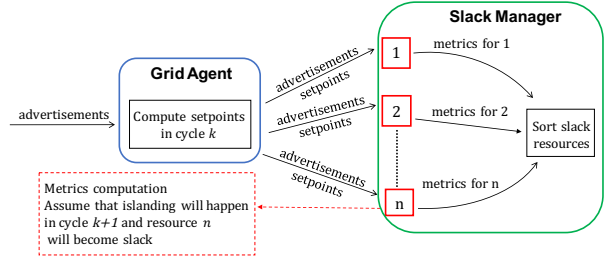 Slack Manager
Grid Agent
advertisements
Compute setpoints
in cycle k
advertisements
setpoints
advertisements
setpoints
advertisements
setpoints
1
2
n
metrics for 1
metrics for 2
metrics for n
Sort slack
resources
Metrics computation
Assume that islanding will happen
in cycle k+1 and resource n
will become slack